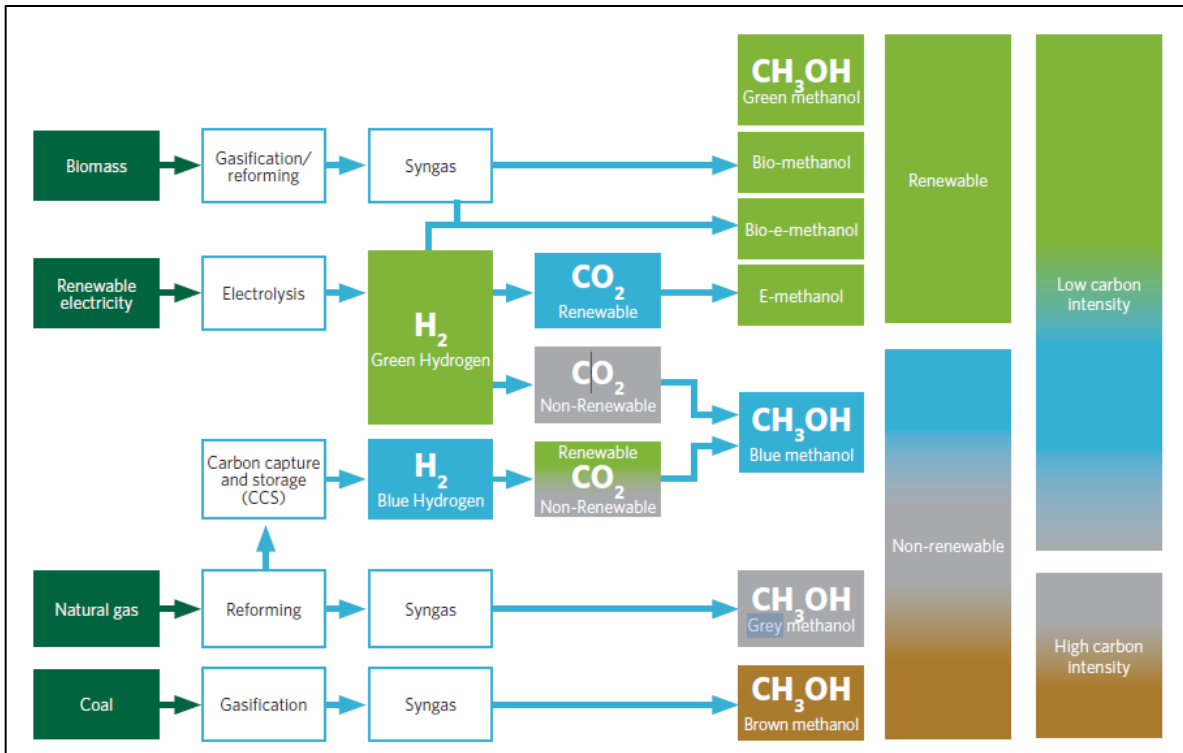 CH3OH
Green methanol
Biomass
Gasification/
reforming
Syngas
Bio-methanol
Renewable
Bio-e-methanol
Renewable
electricity
Electrolysis
H2
Green Hydrogen
CO2
Renewable
E-methanol
Low carbon
intensity
CO2
Non-Renewable
CH3OH
Blue methanol
Carbon capture
and storage
(CCS)
H2
Blue Hydrogen
Renewable
CO2
Non-Renewable
Non-renewable
Natural gas
Reforming
Syngas
CH3OH
Grey methanol
High carbon
intensity
Coal
Gasification
Syngas
CH3OH
Brown methanol